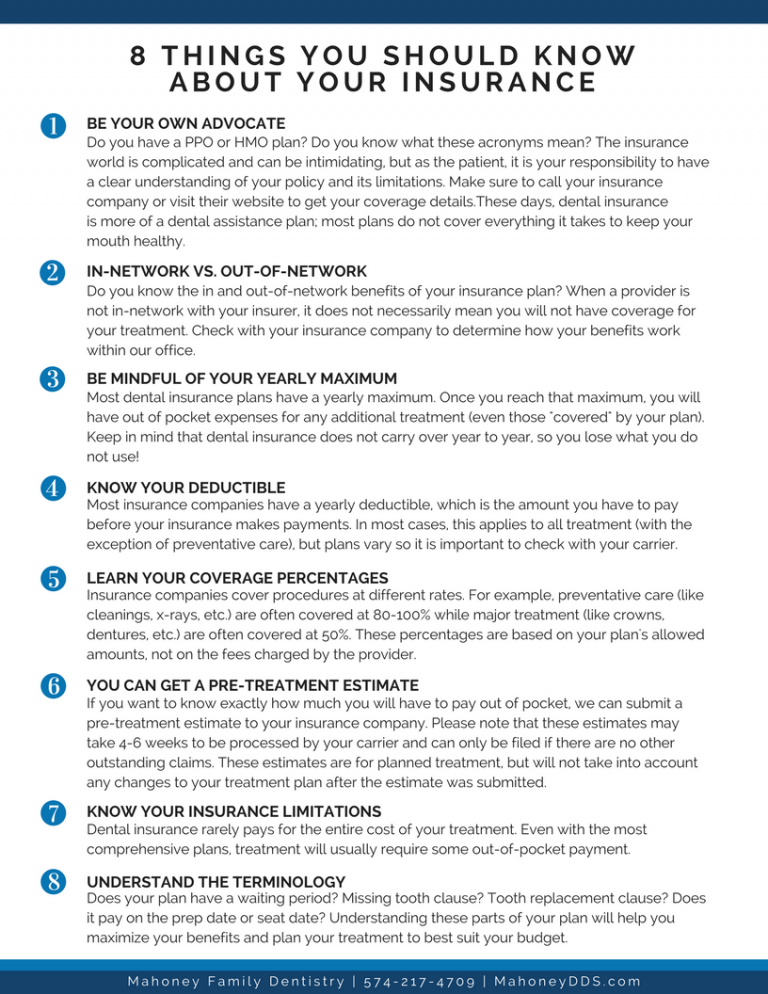 8 THINGS YOU SHOULD KNOW
ABOUT YOUR INSURANCE
1
BE YOUR OWN ADVOCATE
Do you have a PPO or HMO plan? Do you know what these acronyms mean? The insurance
world is complicated and can be intimidating, but as the patient, it is your responsibility to have
a clear understanding of your policy and its limitations. Make sure to call your insurance
company or visit their website to get your coverage details.These days, dental insurance
is more of a dental assistance plan; most plans do not cover everything it takes to keep your
mouth healthy.
2
IN-NETWORK VS. OUT-OF-NETWORK
Do you know the in and out-of-network benefits of your insurance plan? When a provider is
not in-network with your insurer, it does not necessarily mean you will not have coverage for
your treatment. Check with your insurance company to determine how your benefits work
within our office.
3
BE MINDFUL OF YOUR YEARLY MAXIMUM
Most dental insurance plans have a yearly maximum. Once you reach that maximum, you will
have out of pocket expenses for any additional treatment (even those "covered" by your plan).
Keep in mind that dental insurance does not carry over year to year, so you lose what you do
not use!
4
KNOW YOUR DEDUCTIBLE
Most insurance companies have a yearly deductible, which is the amount you have to pay
before your insurance makes payments. In most cases, this applies to all treatment (with the
exception of preventative care), but plans vary so it is important to check with your carrier.
5
LEARN YOUR COVERAGE PERCENTAGES
Insurance companies cover procedures at different rates. For example, preventative care (like
cleanings, x-rays, etc.) are often covered at 80-100% while major treatment (like crowns,
dentures, etc.) are often covered at 50%. These percentages are based on your plan's allowed
amounts, not on the fees charged by the provider.
6
YOU CAN GET A PRE-TREATMENT ESTIMATE
If you want to know exactly how much you will have to pay out of pocket, we can submit a
pre-treatment estimate to your insurance company. Please note that these estimates may
take 4-6 weeks to be processed by your carrier and can only be filed if there are no other
outstanding claims. These estimates are for planned treatment, but will not take into account
any changes to your treatment plan after the estimate was submitted.
7
KNOW YOUR INSURANCE LIMITATIONS
Dental insurance rarely pays for the entire cost of your treatment. Even with the most
comprehensive plans, treatment will usually require some out-of-pocket payment.
8
UNDERSTAND THE TERMINOLOGY
Does your plan have a waiting period? Missing tooth clause? Tooth replacement clause? Does
it pay on the prep date or seat date? Understanding these parts of your plan will help you
maximize your benefits and plan your treatment to best suit your budget.
Mahoney Family Dentistry | 574-217-4709 | MahoneyDDS.com